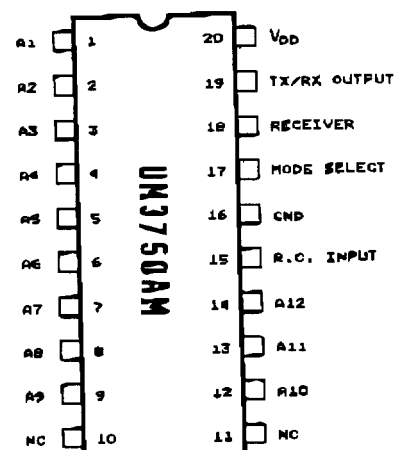 A1 1 20 VDD
A2 2 19 TX/RX OUTPUT
A3 3 18 RECEIVER
A4 4 17 MODE SELECT
A5 5 16 GND
A6 6 15 R.C. INPUT
A7 7 14 A12
A8 8 13 A11
A9 9 12 A10
NC 10 11 NC
UM3750AM